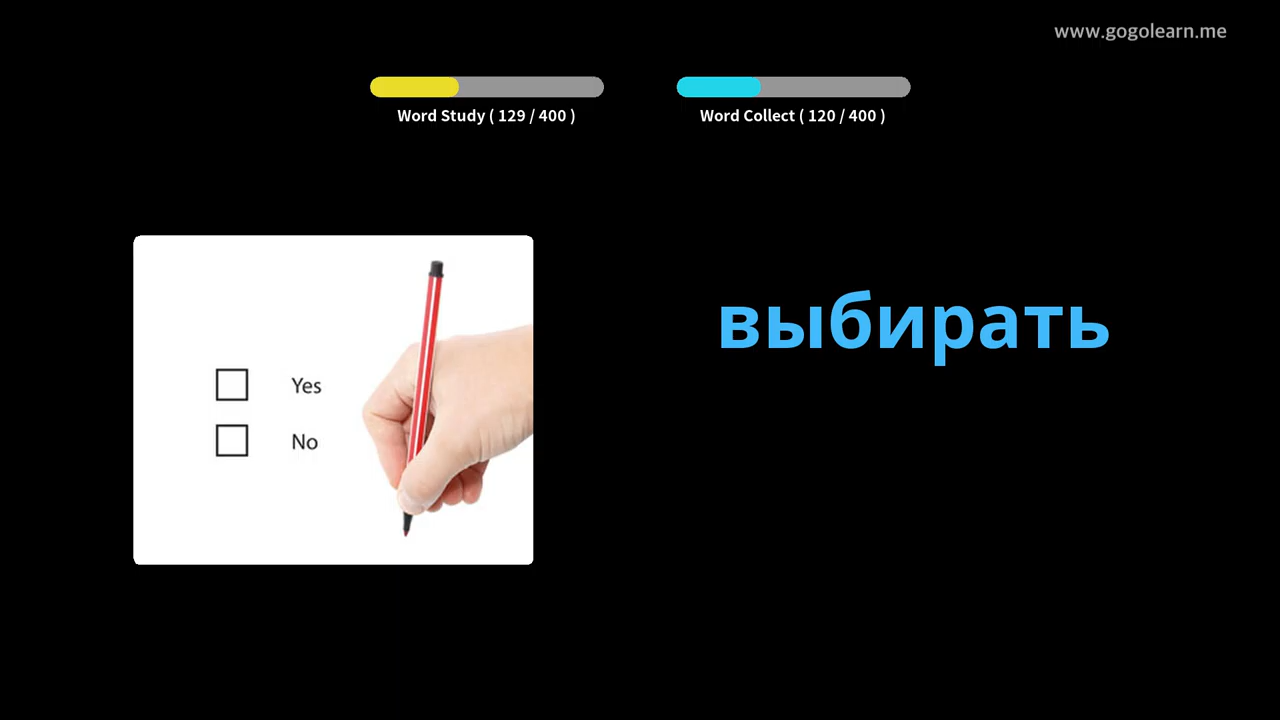 www.gogolearn.me
Word Study ( 129 / 400 )
Word Collect ( 120 / 400 )
выбирать
Yes
No